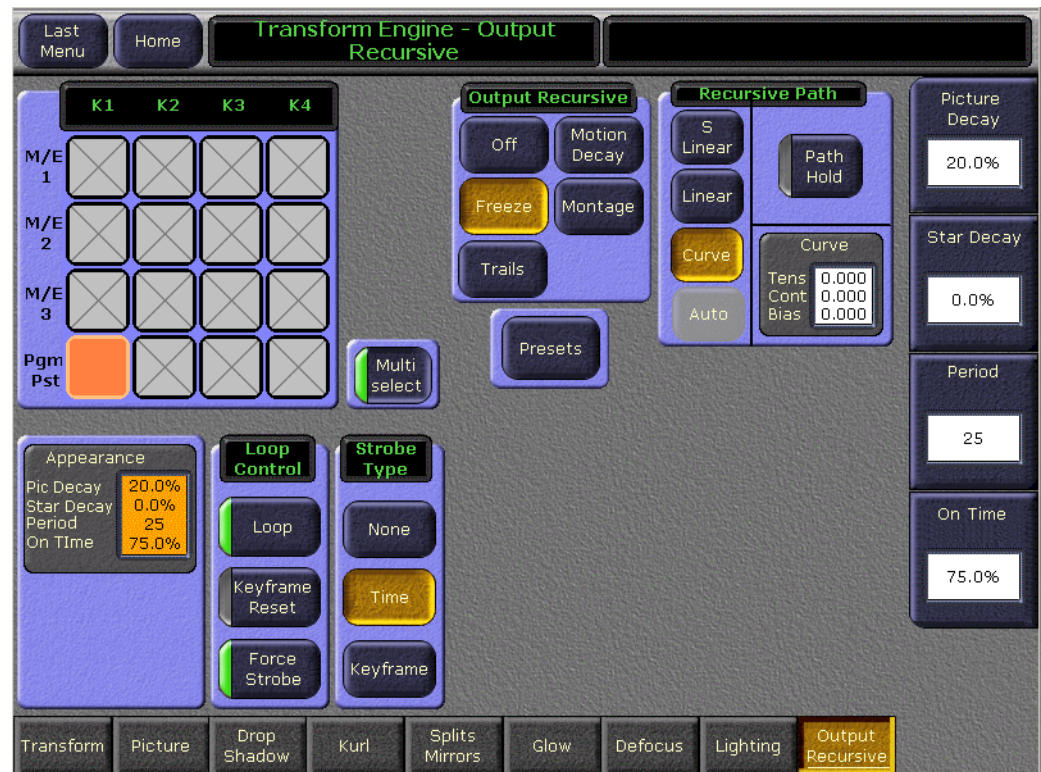 Last
Menu
Home
Transform Engine - Output
Recursive
K1 K2 K3 K4
M/E
1
M/E
2
M/E
3
Pgm
Pst
Multi
select
Output Recursive
Off
Motion
Decay
Freeze
Montage
Trails
Presets
Recursive Path
S
Linear
Linear
Curve
Auto
Path
Hold
Curve
Tens 0.000
Cont 0.000
Bias 0.000
Picture
Decay
20.0%
Star Decay
0.0%
Period
25
On Time
75.0%
Appearance
Pic Decay 20.0%
Star Decay 0.0%
Period 25
On TIme 75.0%
Loop
Control
Loop
Keyframe
Reset
Force
Strobe
Strobe
Type
None
Time
Keyframe
Transform
Picture
Drop
Shadow
Kurl
Splits
Mirrors
Glow
Defocus
Lighting
Output
Recursive